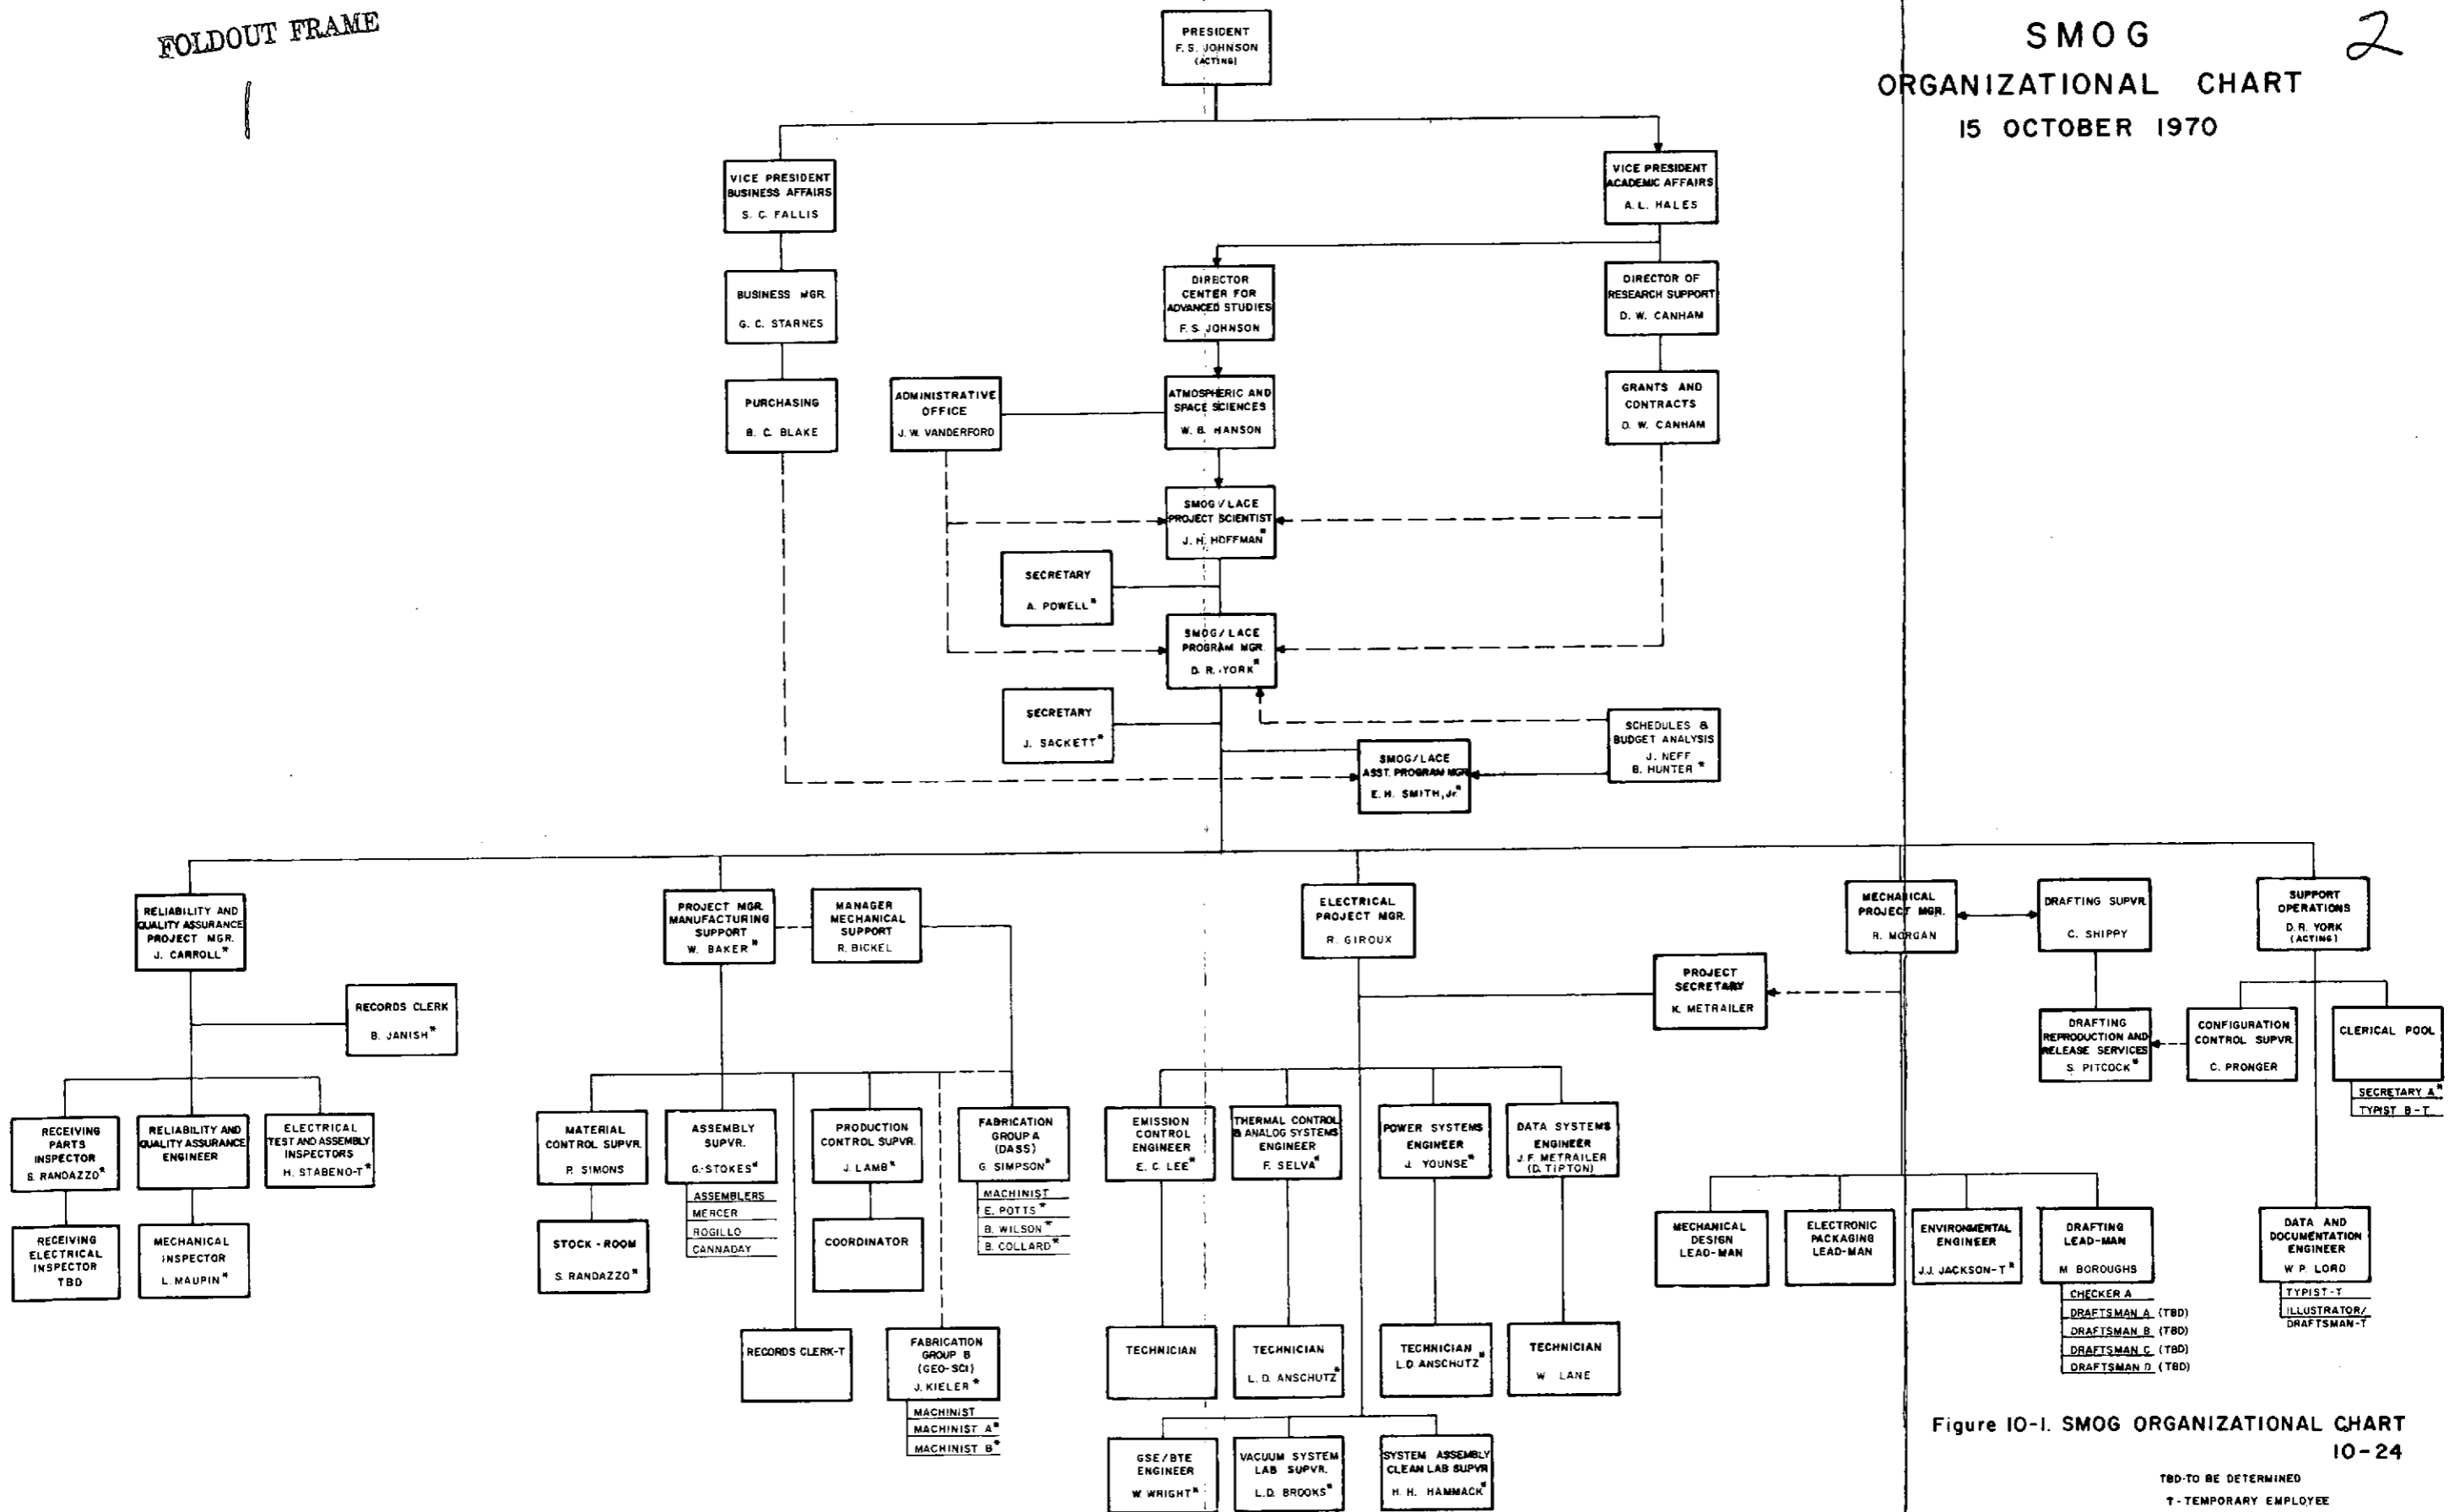 FOLDOUT FRAME
1
SMOG
ORGANIZATIONAL CHART
15 OCTOBER 1970
2
PRESIDENT
F. S. JOHNSON
(ACTING)
VICE PRESIDENT
BUSINESS AFFAIRS
S. C. FALLIS
VICE PRESIDENT
ACADEMIC AFFAIRS
A. L. HALES
BUSINESS MGR.
G. C. STARNES
DIRECTOR
CENTER FOR
ADVANCED STUDIES
F. S. JOHNSON
DIRECTOR OF
RESEARCH SUPPORT
D. W. CANHAM
PURCHASING
B. C. BLAKE
ADMINISTRATIVE
OFFICE
J. W. VANDERFORD
ATMOSPHERIC AND
SPACE SCIENCES
W. B. HANSON
GRANTS AND
CONTRACTS
D. W. CANHAM
SMOG / LACE
PROJECT SCIENTIST
J. H. HOFFMAN*
SECRETARY
A. POWELL*
SMOG / LACE
PROGRAM MGR.
D. R. YORK*
SECRETARY
J. SACKETT*
SMOG/LACE
ASST. PROGRAM MGR.
E. H. SMITH, Jr.*
SCHEDULES &
BUDGET ANALYSIS
J. NEFF
B. HUNTER *
RELIABILITY AND
QUALITY ASSURANCE
PROJECT MGR.
J. CARROLL*
PROJECT MGR.
MANUFACTURING
SUPPORT
W. BAKER*
MANAGER
MECHANICAL
SUPPORT
R. BICKEL
ELECTRICAL
PROJECT MGR.
R. GIROUX
MECHANICAL
PROJECT MGR.
R. MORGAN
DRAFTING SUPVR.
C. SHIPPY
SUPPORT
OPERATIONS
D. R. YORK
(ACTING)
RECORDS CLERK
B. JANISH*
PROJECT
SECRETARY
K. METRAILER
DRAFTING
REPRODUCTION AND
RELEASE SERVICES
S. PITCOCK*
CONFIGURATION
CONTROL SUPVR.
C. PRONGER
CLERICAL POOL
SECRETARY A*
TYPIST B-T
RECEIVING
PARTS
INSPECTOR
S. RANDAZZO*
RELIABILITY AND
QUALITY ASSURANCE
ENGINEER
ELECTRICAL
TEST AND ASSEMBLY
INSPECTORS
H. STABENO-T*
MATERIAL
CONTROL SUPVR.
P. SIMONS
ASSEMBLY
SUPVR.
G. STOKES*
ASSEMBLERS
MERCER
ROGILLO
CANNADAY
PRODUCTION
CONTROL SUPVR.
J. LAMB*
FABRICATION
GROUP A
(DASS)
G. SIMPSON*
MACHINIST
E. POTTS *
B. WILSON *
B. COLLARD*
EMISSION
CONTROL
ENGINEER
E. C. LEE*
THERMAL CONTROL
& ANALOG SYSTEMS
ENGINEER
F. SELVA*
POWER SYSTEMS
ENGINEER
J. YOUNSE*
DATA SYSTEMS
ENGINEER
J. F. METRAILER
(D. TIPTON)
RECEIVING
ELECTRICAL
INSPECTOR
TBD
MECHANICAL
INSPECTOR
L. MAUPIN*
STOCK-ROOM
S. RANDAZZO*
COORDINATOR
MECHANICAL
DESIGN
LEAD-MAN
ELECTRONIC
PACKAGING
LEAD-MAN
ENVIRONMENTAL
ENGINEER
J.J. JACKSON-T*
DRAFTING
LEAD-MAN
M BOROUGHS
CHECKER A
DRAFTSMAN A (TBD)
DRAFTSMAN B (TBD)
DRAFTSMAN C (TBD)
DRAFTSMAN D (TBD)
DATA AND
DOCUMENTATION
ENGINEER
W. P. LORD
TYPIST-T
ILLUSTRATOR/
DRAFTSMAN-T
RECORDS CLERK-T
FABRICATION
GROUP B
(GEO-SCI)
J. KIELER*
MACHINIST
MACHINIST A*
MACHINIST B*
TECHNICIAN
TECHNICIAN
L. D. ANSCHUTZ*
TECHNICIAN
L.D. ANSCHUTZ*
TECHNICIAN
W. LANE
GSE/BTE
ENGINEER
W. WRIGHT*
VACUUM SYSTEM
LAB SUPVR.
L.D. BROOKS*
SYSTEM ASSEMBLY
CLEAN LAB SUPVR
H. H. HAMMACK*
Figure 10-1. SMOG ORGANIZATIONAL CHART
10-24
TBD-TO BE DETERMINED
T-TEMPORARY EMPLOYEE